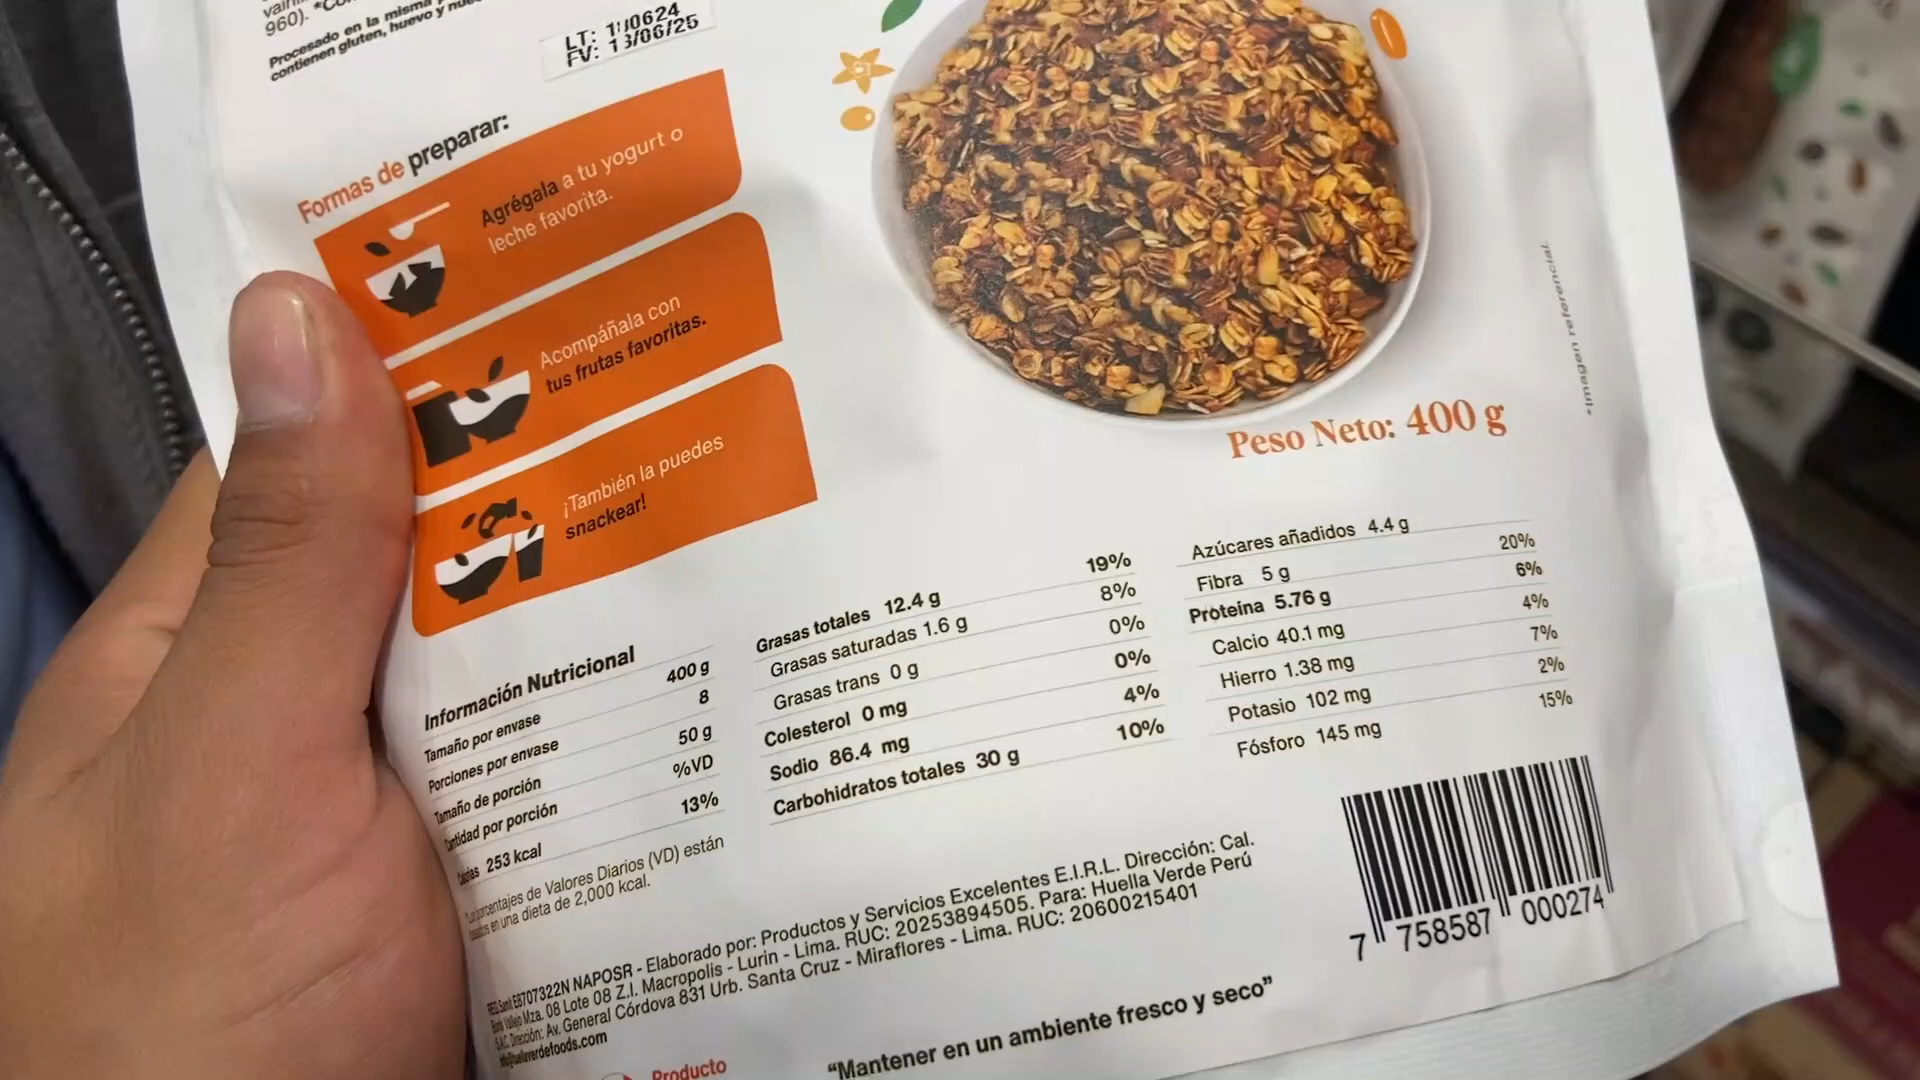 960).
Procesado en la misma
contienen gluten, huevo y
LT: 110624
FV: 13/06/25
Formas de preparar:
Agrégala a tu yogurt o
leche favorita.
Acompáñala con
tus frutas favoritas.
¡También la puedes
snackear!
*Imagen referencial.
Peso Neto: 400 g
Información Nutricional
Tamaño por envase 400 g
Porciones por envase 8
Tamaño de porción 50 g
Cantidad por porción %VD
253 kcal 13%
porcentajes de Valores Diarios (VD) están
en una dieta de 2,000 kcal.
Grasas totales 12.4 g 19%
Grasas saturadas 1.6 g 8%
Grasas trans 0 g 0%
Colesterol 0 mg 0%
Sodio 86.4 mg 4%
Carbohidratos totales 30 g 10%
Azúcares añadidos 4.4 g
Fibra 5 g 20%
Proteína 5.76 g 6%
Calcio 40.1 mg 4%
Hierro 1.38 mg 7%
Potasio 102 mg 2%
Fósforo 145 mg 15%
E8707322N NAPOSR - Elaborado por: Productos y Servicios Excelentes E.I.R.L. Dirección: Cal.
Mza. 08 Lote 08 Z.I. Macropolis - Lurin - Lima. RUC: 20253894505. Para: Huella Verde Perú
S.A.C. Dirección: Av. General Córdova 831 Urb. Santa Cruz - Miraflores - Lima. RUC: 20600215401
7 758587 000274
"Mantener en un ambiente fresco y seco"
Producto